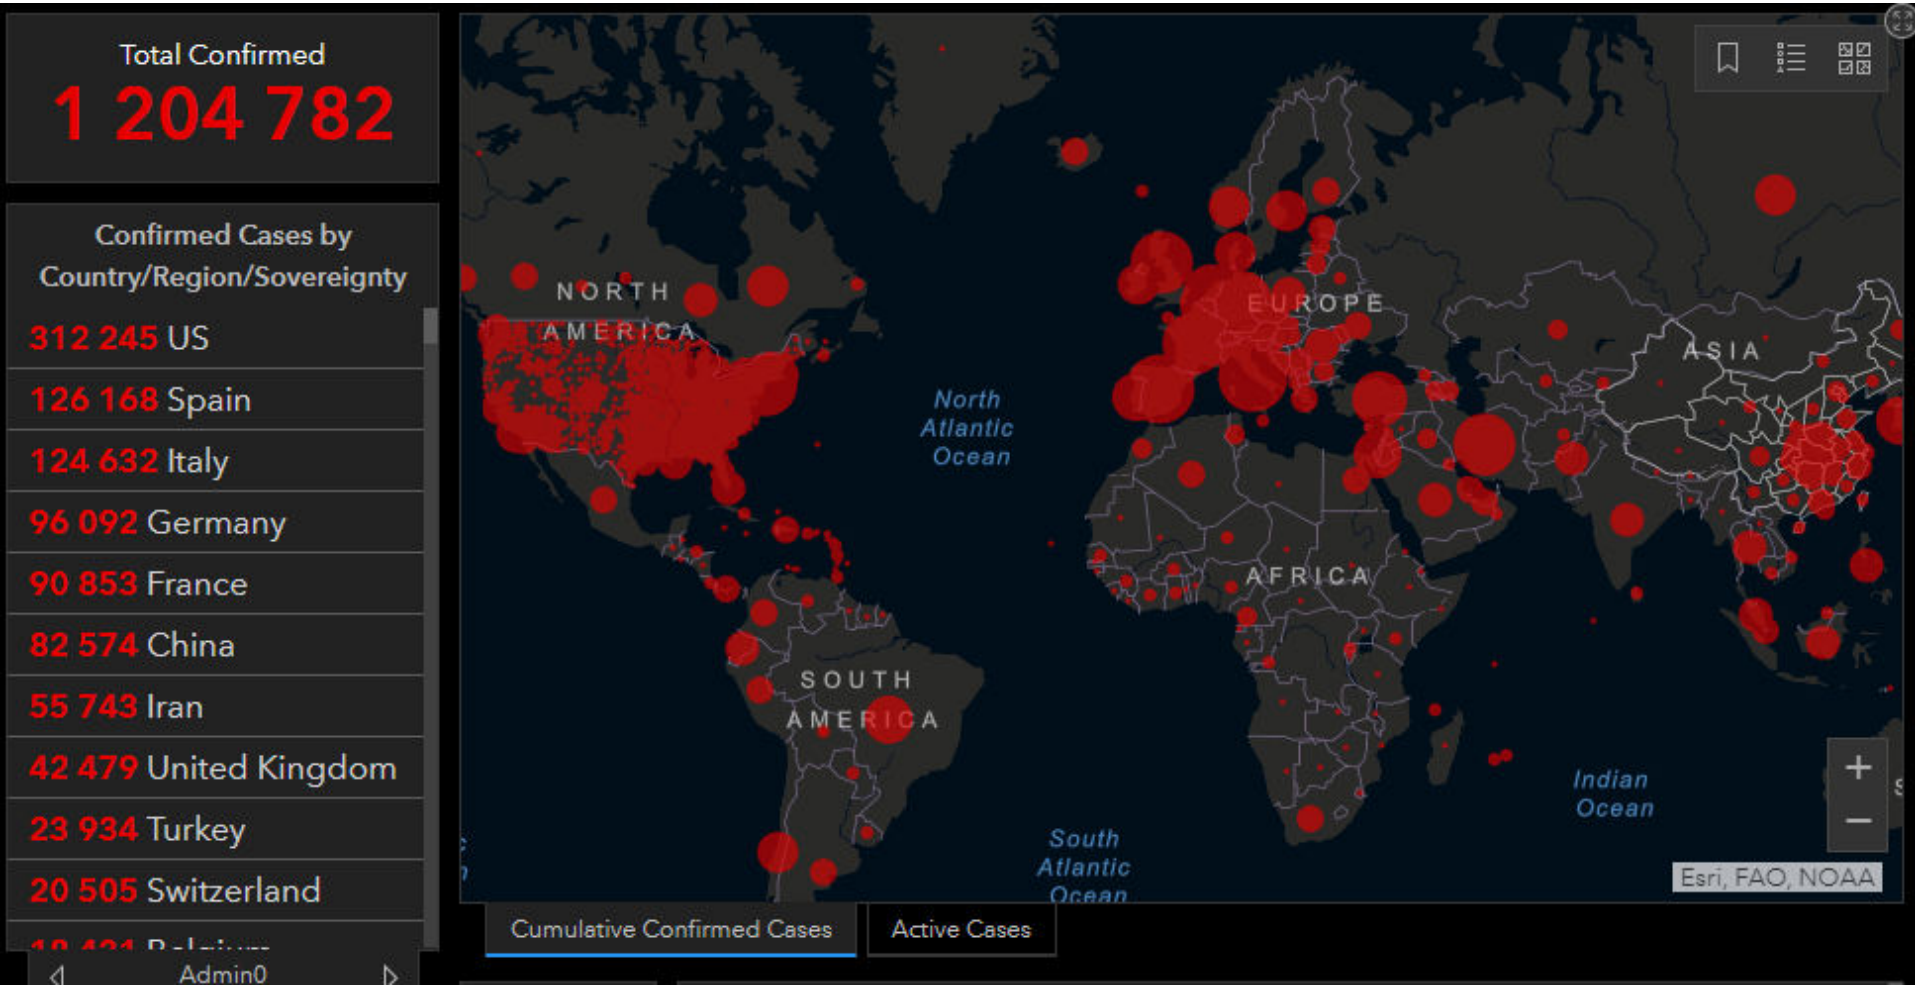 Total Confirmed
1 204 782
Confirmed Cases by
Country/Region/Sovereignty
312 245 US
126 168 Spain
124 632 Italy
96 092 Germany
90 853 France
82 574 China
55 743 Iran
42 479 United Kingdom
23 934 Turkey
20 505 Switzerland
18 431 Belgium
Admin0
NORTH
AMERICA
EUROPE
ASIA
North
Atlantic
Ocean
AFRICA
SOUTH
AMERICA
Indian
Ocean
South
Atlantic
Ocean
Esri, FAO, NOAA
Cumulative Confirmed Cases
Active Cases